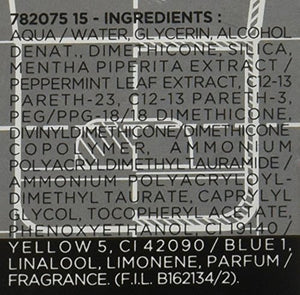 782075 15 - INGREDIENTS :
AQUA / WATER, GLYCERIN, ALCOHOL
DENAT., DIMETHICONE, SILICA,
MENTHA PIPERITA EXTRACT /
PEPPERMINT LEAF EXTRACT, C12-13
PARETH-23, C12-13 PARETH-3,
PEG/PPG-18/18 DIMETHICONE,
DIVINYLDIMETHICONE/DIMETHICONE
COPOLYMER, AMMONIUM
POLYACRYLDIMETHYLTAURAMIDE /
AMMONIUM POLYACRYLOYL-
DIMETHYL TAURATE, CAPRYLYL
GLYCOL, TOCOPHERYL ACETATE,
PHENOXYETHANOL, CI 19140 /
YELLOW 5, CI 42090 / BLUE 1,
LINALOOL, LIMONENE, PARFUM /
FRAGRANCE. (F.I.L. B162134/2).